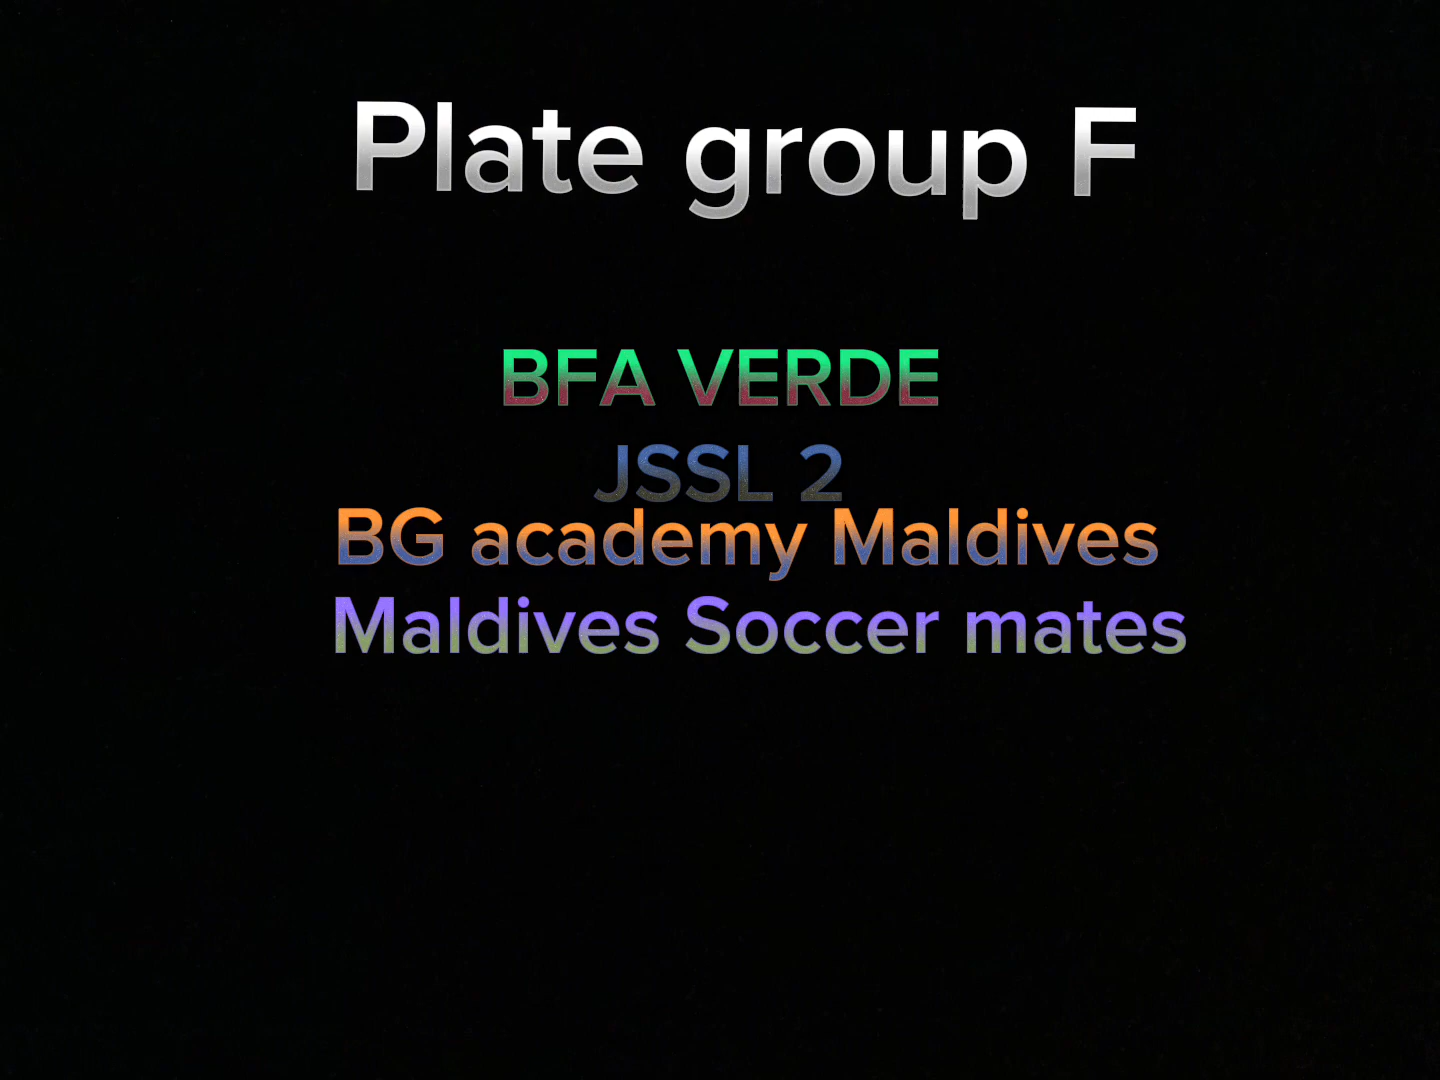 Plate group F
BFA VERDE
JSSL 2
BG academy Maldives
Maldives Soccer mates